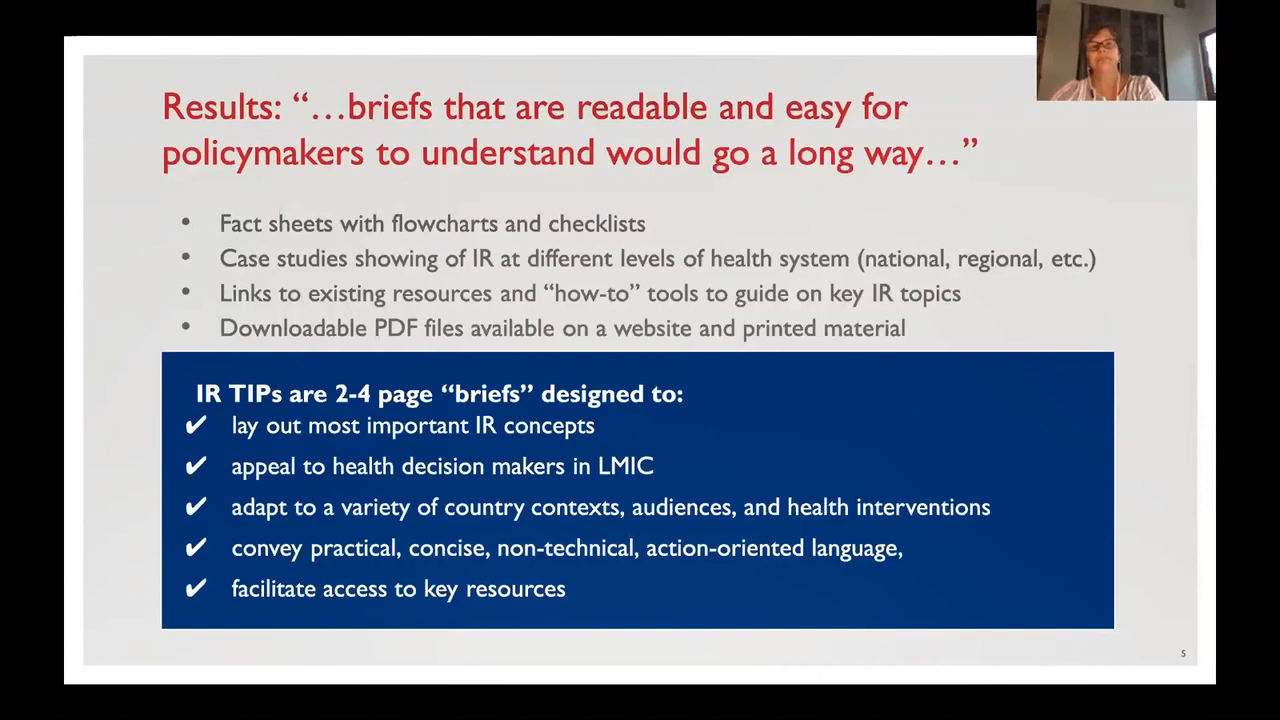 Results: “…briefs that are readable and easy for
policymakers to understand would go a long way…”
• Fact sheets with flowcharts and checklists
• Case studies showing of IR at different levels of health system (national, regional, etc.)
• Links to existing resources and “how-to” tools to guide on key IR topics
• Downloadable PDF files available on a website and printed material
IR TIPs are 2-4 page “briefs” designed to:
✔ lay out most important IR concepts
✔ appeal to health decision makers in LMIC
✔ adapt to a variety of country contexts, audiences, and health interventions
✔ convey practical, concise, non-technical, action-oriented language,
✔ facilitate access to key resources
5